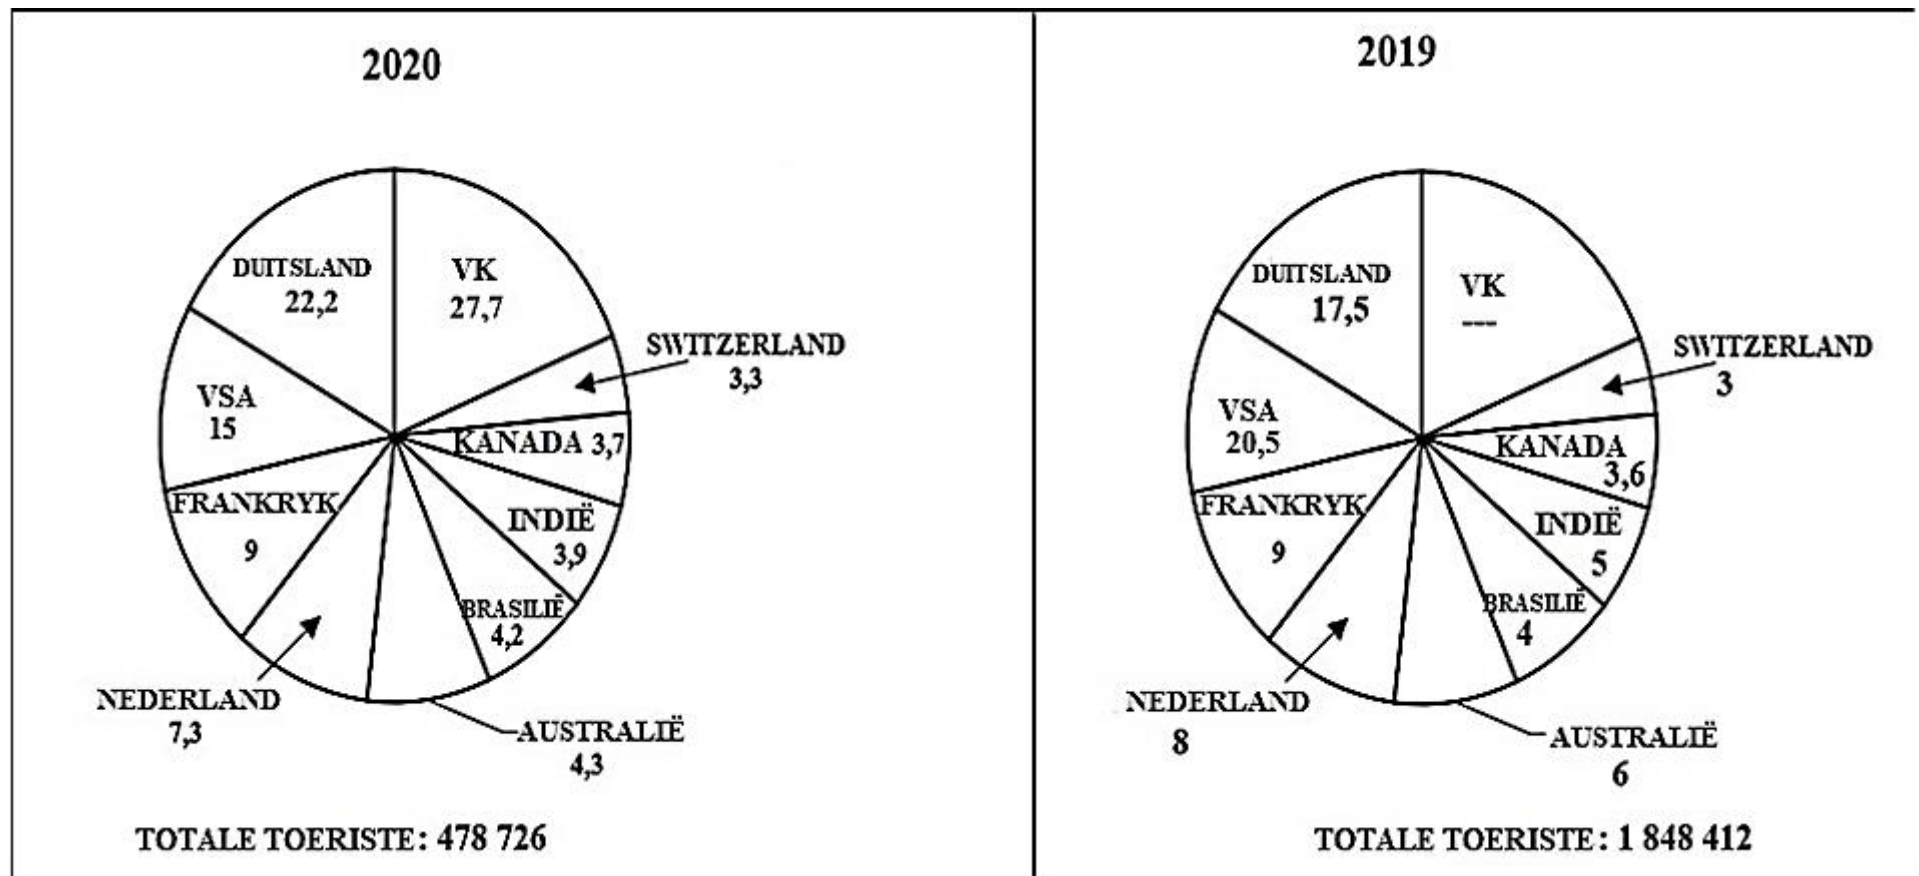 2020
DUITSLAND
22,2
VK
27,7
SWITZERLAND
3,3
VSA
15
KANADA 3,7
FRANKRYK
9
INDIË
3,9
BRASILIË
4,2
NEDERLAND
7,3
AUSTRALIË
4,3
TOTALE TOERISTE: 478 726
2019
DUITSLAND
17,5
VK
---
SWITZERLAND
3
VSA
20,5
KANADA
3,6
FRANKRYK
9
INDIË
5
BRASILIË
4
NEDERLAND
8
AUSTRALIË
6
TOTALE TOERISTE: 1 848 412